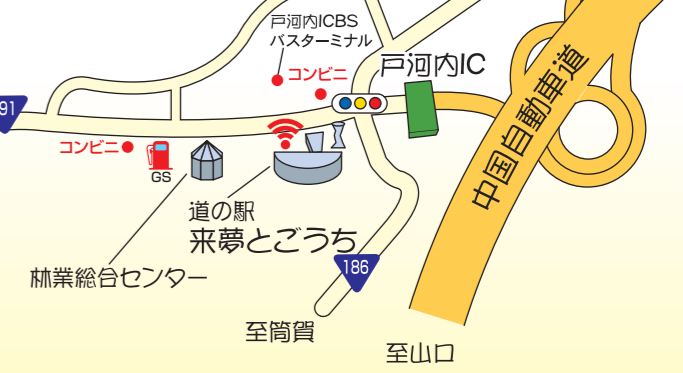 戸河内ICBS
バスターミナル
コンビニ
戸河内IC
91
中国自動車道
コンビニ
GS
道の駅
来夢とごうち
186
林業総合センター
至筒賀
至山口